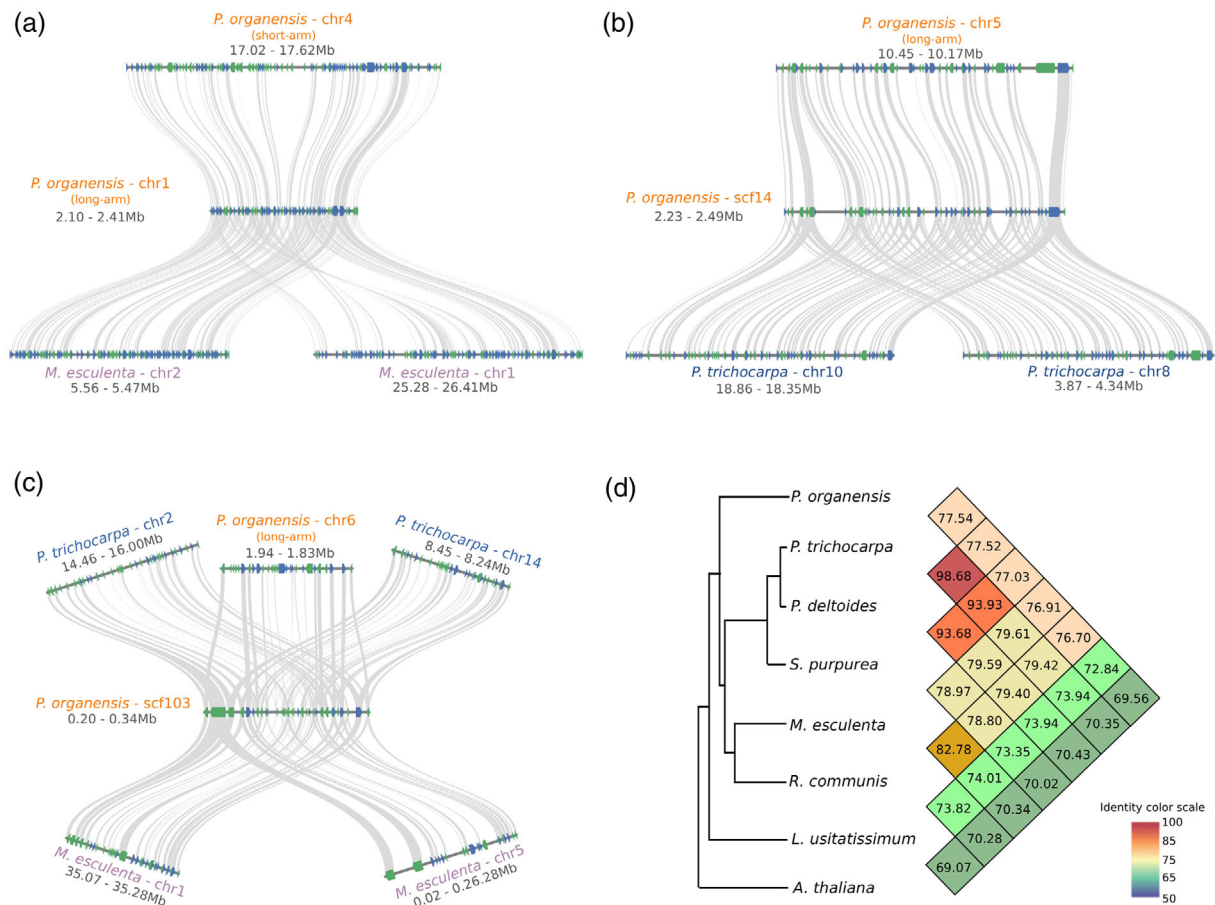 (a)
P. organensis - chr4
(short-arm)
17.02 - 17.62Mb
P. organensis - chr1
(long-arm)
2.10 - 2.41Mb
M. esculenta - chr2
5.56 - 5.47Mb
M. esculenta - chr1
25.28 - 26.41Mb
(b)
P. organensis - chr5
(long-arm)
10.45 - 10.17Mb
P. organensis - scf14
2.23 - 2.49Mb
P. trichocarpa - chr10
18.86 - 18.35Mb
P. trichocarpa - chr8
3.87 - 4.34Mb
(c)
P. trichocarpa - chr2
14.46 - 16.00Mb
P. organensis - chr6
(long-arm)
1.94 - 1.83Mb
P. trichocarpa - chr14
8.45 - 8.24Mb
P. organensis - scf103
0.20 - 0.34Mb
M. esculenta - chr1
35.07 - 35.28Mb
M. esculenta - chr5
0.02 - 0.26.28Mb
(d)
P. organensis
P. trichocarpa
P. deltoides
S. purpurea
M. esculenta
R. communis
L. usitatissimum
A. thaliana
77.54
77.52
98.68
77.03
93.93
76.91
93.68
79.61
76.70
79.59
79.42
72.84
78.97
79.40
73.94
69.56
78.80
73.94
70.35
82.78
73.35
70.43
74.01
70.02
73.82
70.34
70.28
69.07
Identity color scale
100
85
75
65
50